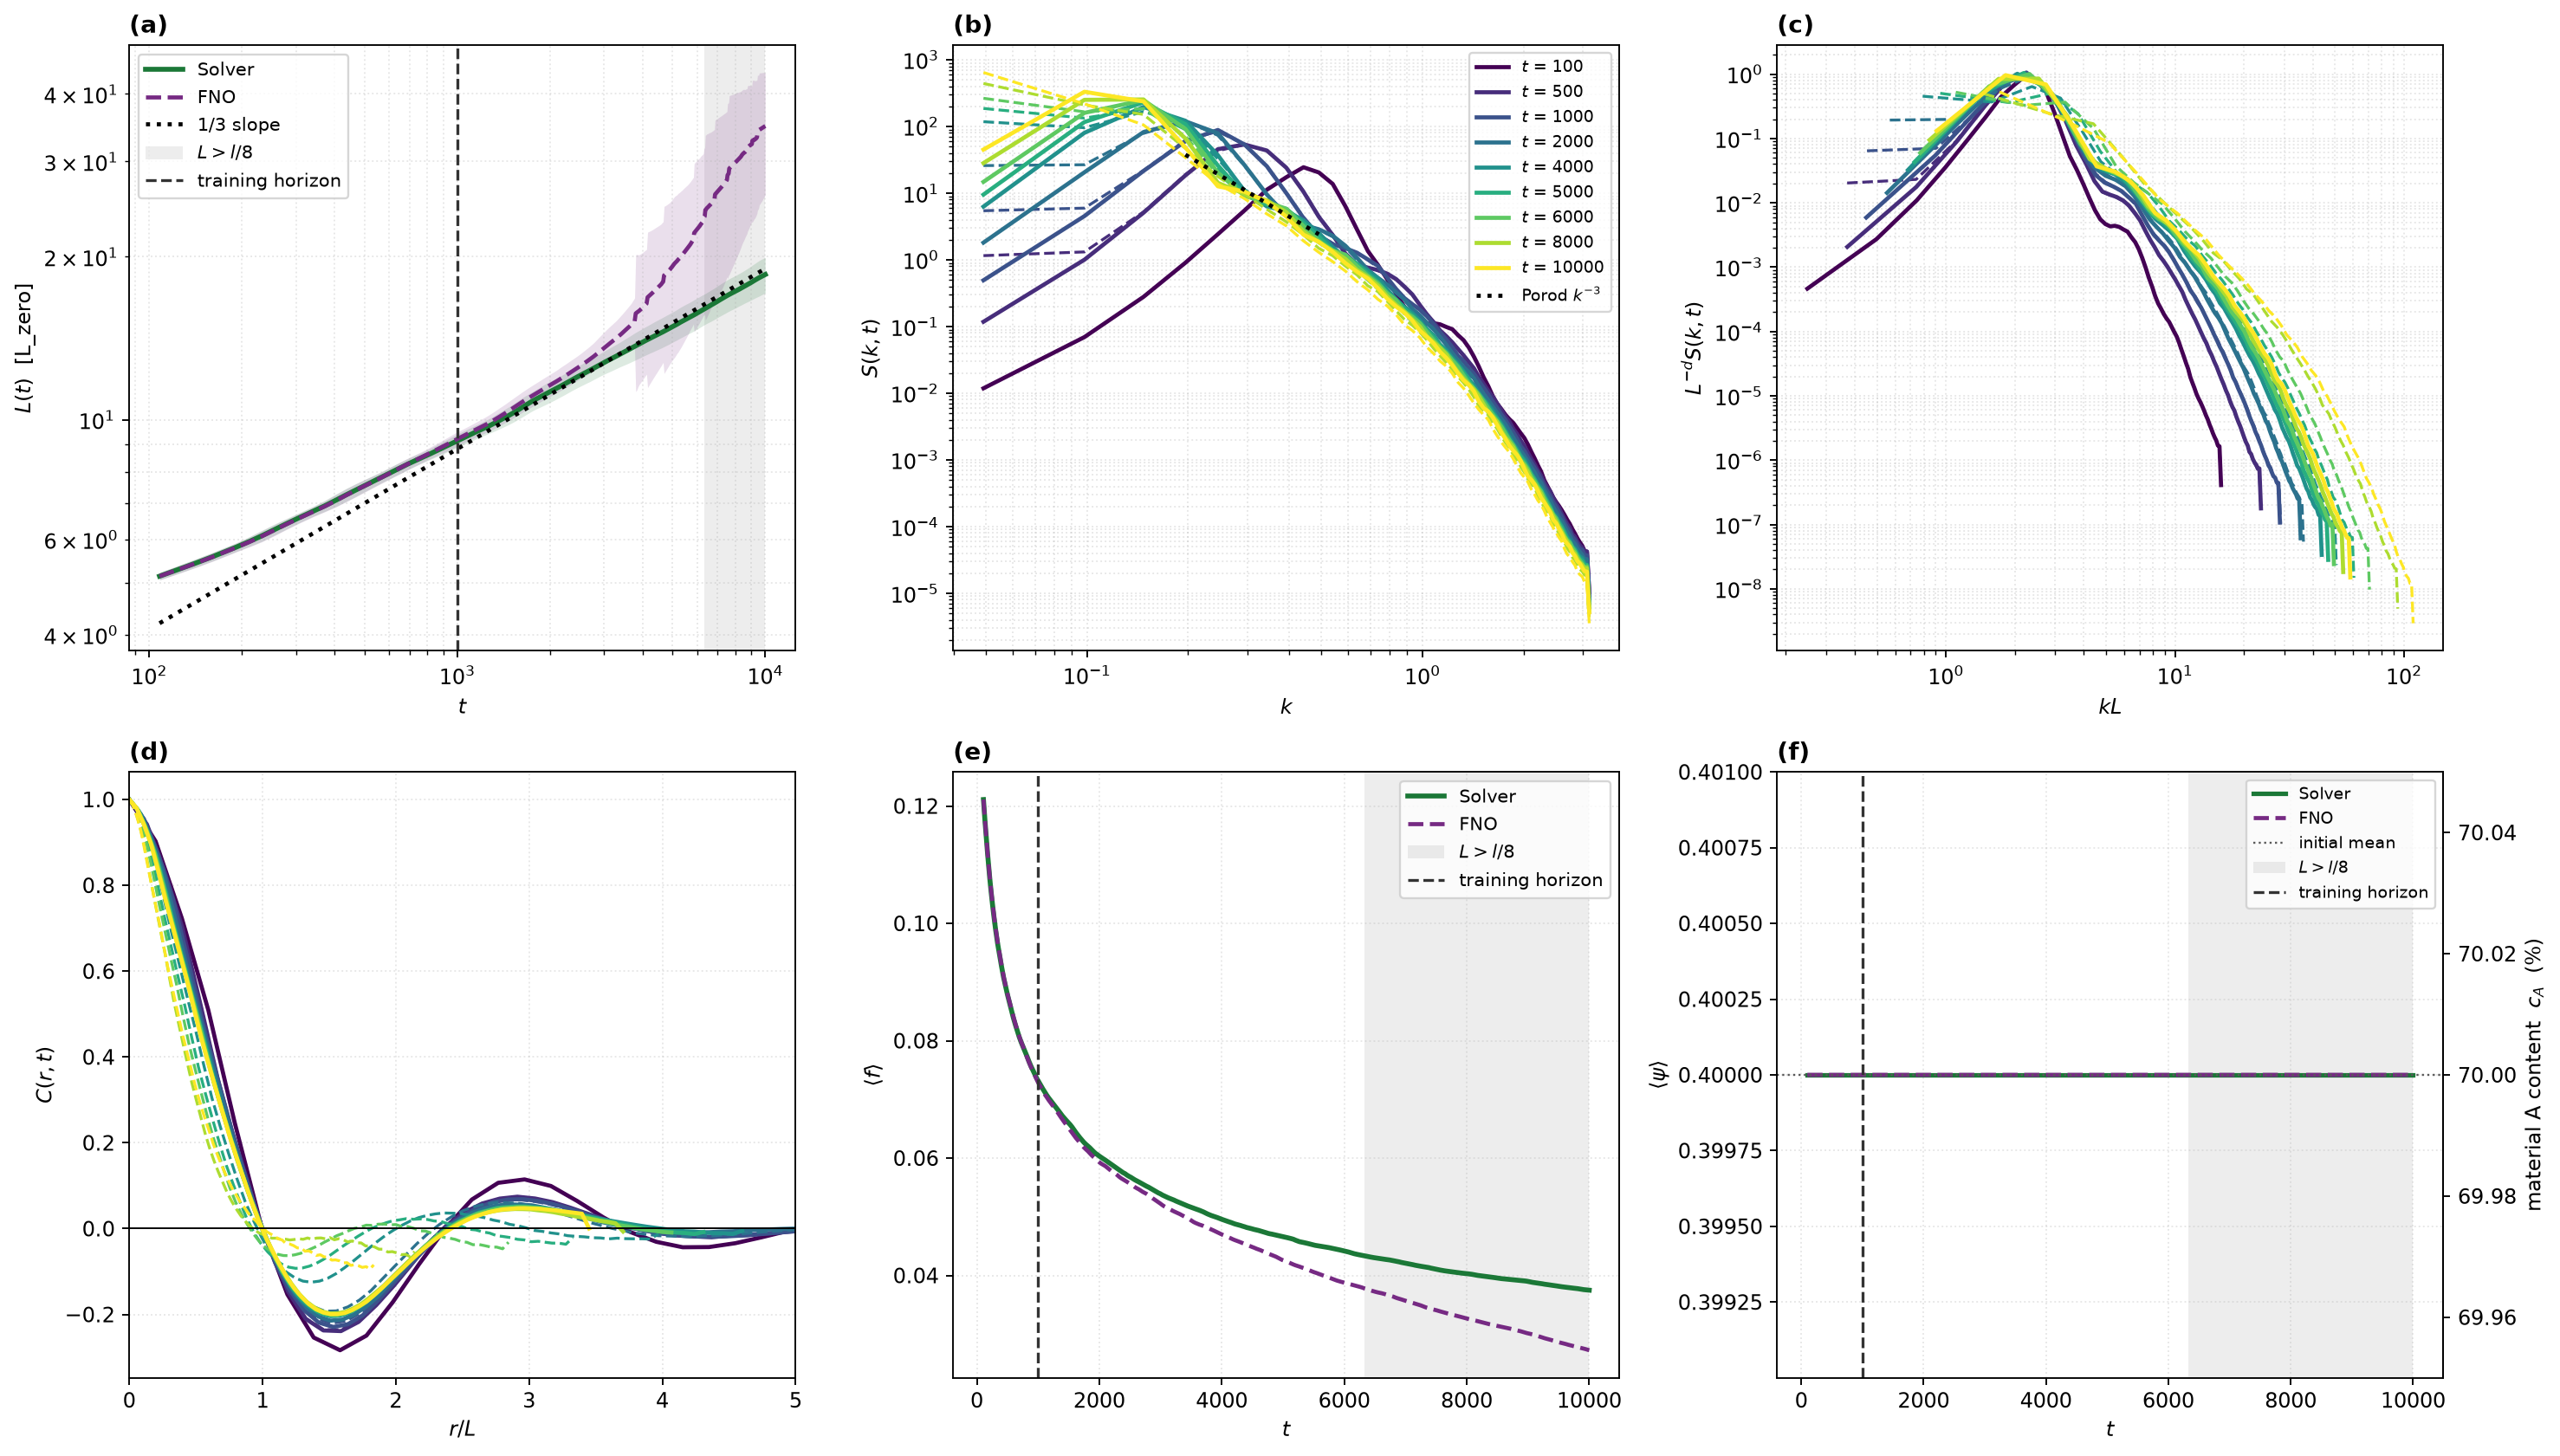 (a)
Solver
FNO
1/3 slope
L > l/8
training horizon
4 × 10¹
3 × 10¹
2 × 10¹
10¹
6 × 10⁰
4 × 10⁰
L(t) [L_zero]
10² 10³ 10⁴
t
(b)
t = 100
t = 500
t = 1000
t = 2000
t = 4000
t = 5000
t = 6000
t = 8000
t = 10000
Porod k⁻³
10³
10²
10¹
10⁰
10⁻¹
10⁻²
10⁻³
10⁻⁴
10⁻⁵
S(k, t)
10⁻¹ 10⁰
k
(c)
10⁰
10⁻¹
10⁻²
10⁻³
10⁻⁴
10⁻⁵
10⁻⁶
10⁻⁷
10⁻⁸
L⁻ᵈS(k, t)
10⁰ 10¹ 10²
kL
(d)
1.0
0.8
0.6
0.4
0.2
0.0
−0.2
C(r, t)
0 1 2 3 4 5
r/L
(e)
Solver
FNO
L > l/8
training horizon
0.12
0.10
0.08
0.06
0.04
⟨f⟩
0 2000 4000 6000 8000 10000
t
(f)
Solver
FNO
initial mean
L > l/8
training horizon
0.40100
0.40075
0.40050
0.40025
0.40000
0.39975
0.39950
0.39925
⟨ψ⟩
70.04
70.02
70.00
69.98
69.96
material A content c_A (%)
0 2000 4000 6000 8000 10000
t